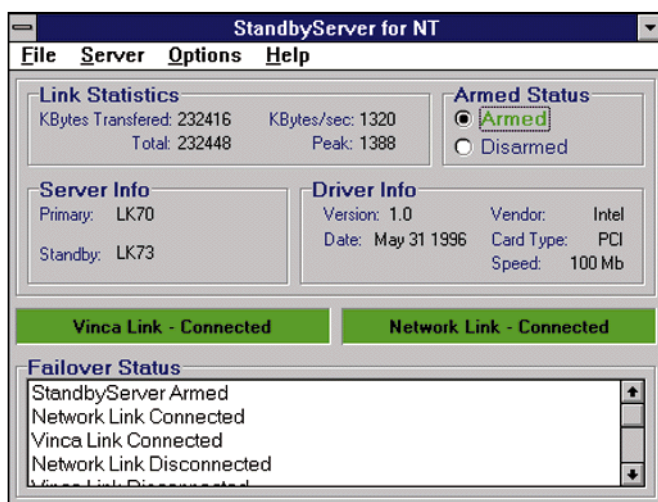 StandbyServer for NT
File Server Options Help
Link Statistics
KBytes Transfered: 232416 KBytes/sec: 1320
Total: 232448 Peak: 1388
Armed Status
Armed
Disarmed
Server Info
Primary: LK70
Standby: LK73
Driver Info
Version: 1.0 Vendor: Intel
Date: May 31 1996 Card Type: PCI
Speed: 100 Mb
Vinca Link - Connected
Network Link - Connected
Failover Status
StandbyServer Armed
Network Link Connected
Vinca Link Connected
Network Link Disconnected
Vinca Link Disconnected